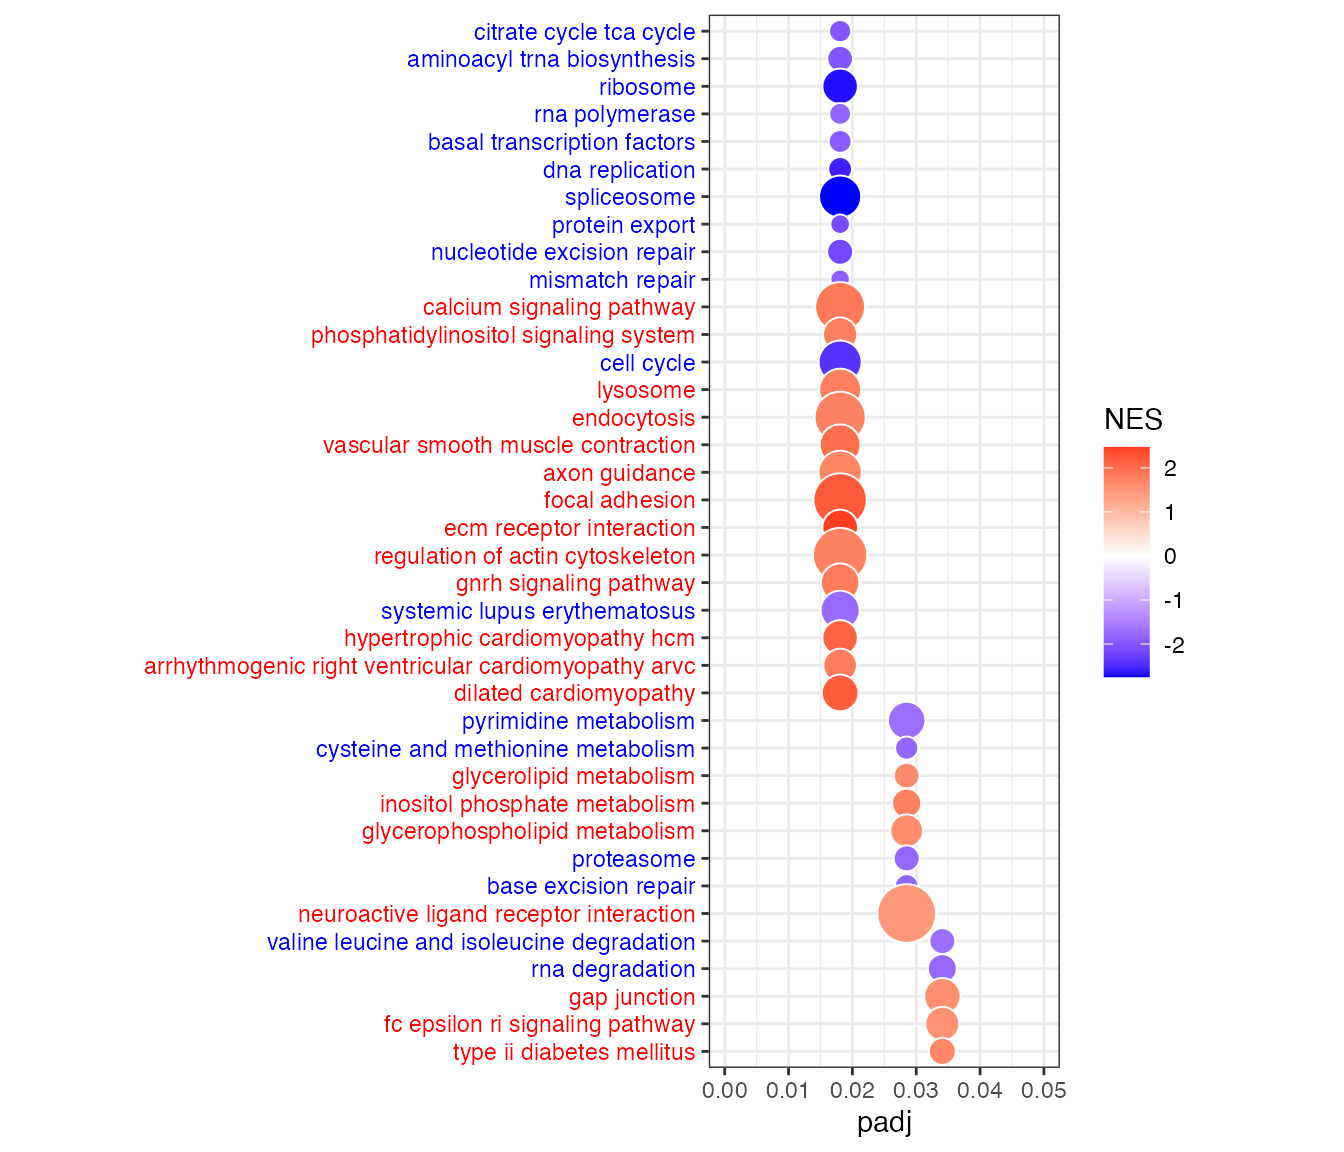 citrate cycle tca cycle
aminoacyl trna biosynthesis
ribosome
rna polymerase
basal transcription factors
dna replication
spliceosome
protein export
nucleotide excision repair
mismatch repair
calcium signaling pathway
phosphatidylinositol signaling system
cell cycle
lysosome
endocytosis
vascular smooth muscle contraction
axon guidance
focal adhesion
ecm receptor interaction
regulation of actin cytoskeleton
gnrh signaling pathway
systemic lupus erythematosus
hypertrophic cardiomyopathy hcm
arrhythmogenic right ventricular cardiomyopathy arvc
dilated cardiomyopathy
pyrimidine metabolism
cysteine and methionine metabolism
glycerolipid metabolism
inositol phosphate metabolism
glycerophospholipid metabolism
proteasome
base excision repair
neuroactive ligand receptor interaction
valine leucine and isoleucine degradation
rna degradation
gap junction
fc epsilon ri signaling pathway
type ii diabetes mellitus
0.00 0.01 0.02 0.03 0.04 0.05
padj
NES
2
1
0
-1
-2